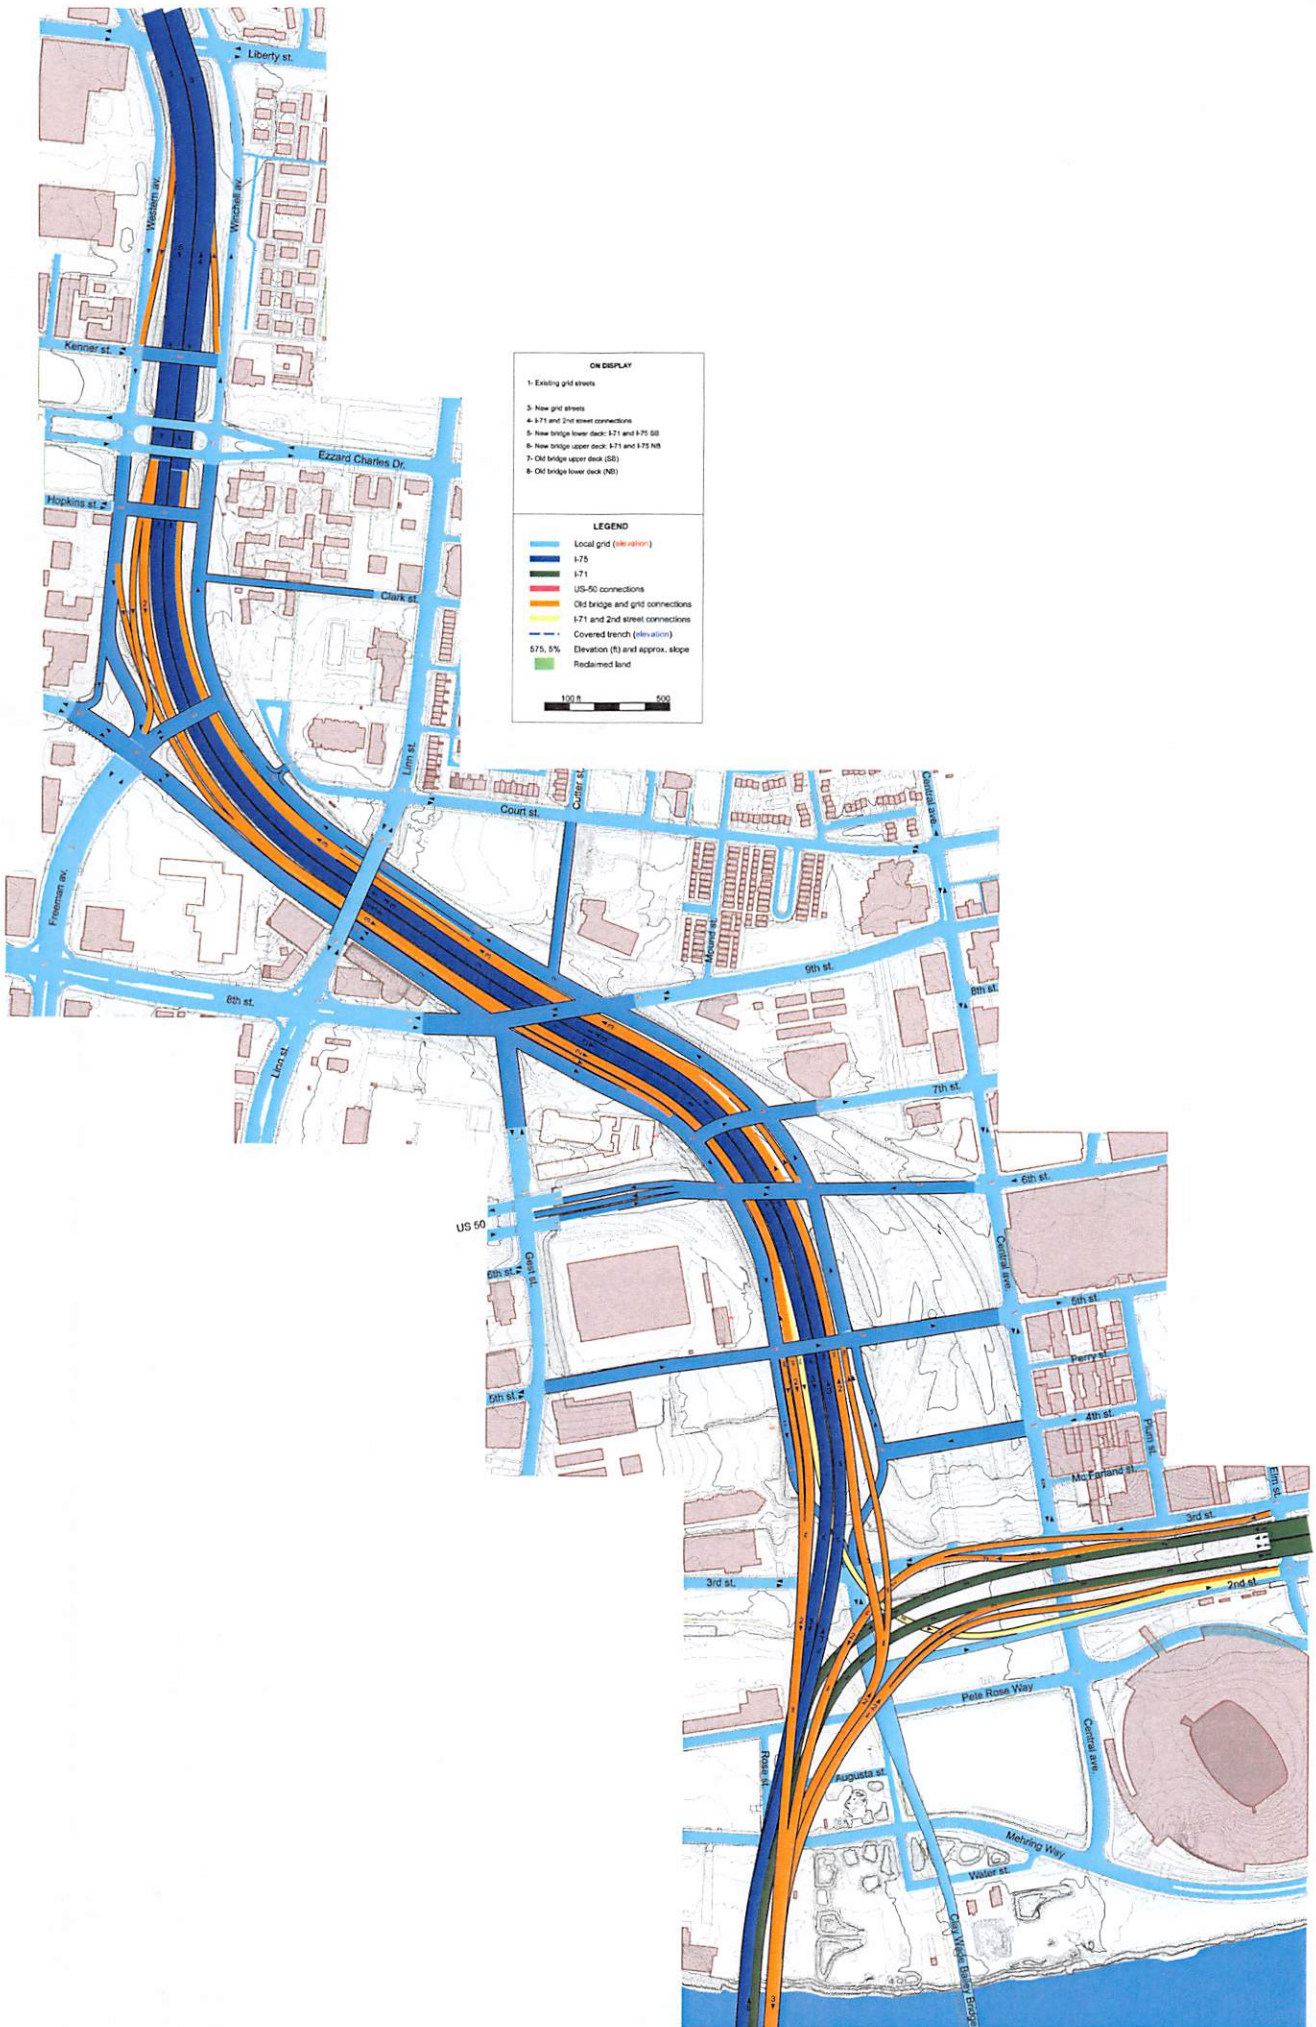 Liberty st.
Western av.
Winchell av.
Kenner st.
ON DISPLAY
1- Existing grid streets
3- New grid streets
4- I-71 and 2nd street connections
5- New bridge lower deck: I-71 and I-75 SB
6- New bridge upper deck: I-71 and I-75 NB
7- Old bridge upper deck (SB)
8- Old bridge lower deck (NB)
LEGEND
Local grid (elevation)
I-75
I-71
US-50 connections
Old bridge and grid connections
I-71 and 2nd street connections
Covered trench (elevation)
575, 5% Elevation (ft) and approx. slope
Reclaimed land
100 ft 500
Ezzard Charles Dr.
Hopkins st.
Clark st.
Linn st.
Court st.
Cutter st.
Central ave.
Freeman av.
Mound st.
9th st.
8th st.
8th st.
Linn st.
7th st.
6th st.
US 50
Gest st.
6th st.
Central ave.
5th st.
Perry st.
5th st.
4th st.
Plum st.
Mc Farland st.
Elm st.
3rd st.
3rd st.
2nd st
Pete Rose Way
Central ave.
Rose st.
Augusta st.
Mehring Way
Water st.
Clay Wade Bailey Bridge